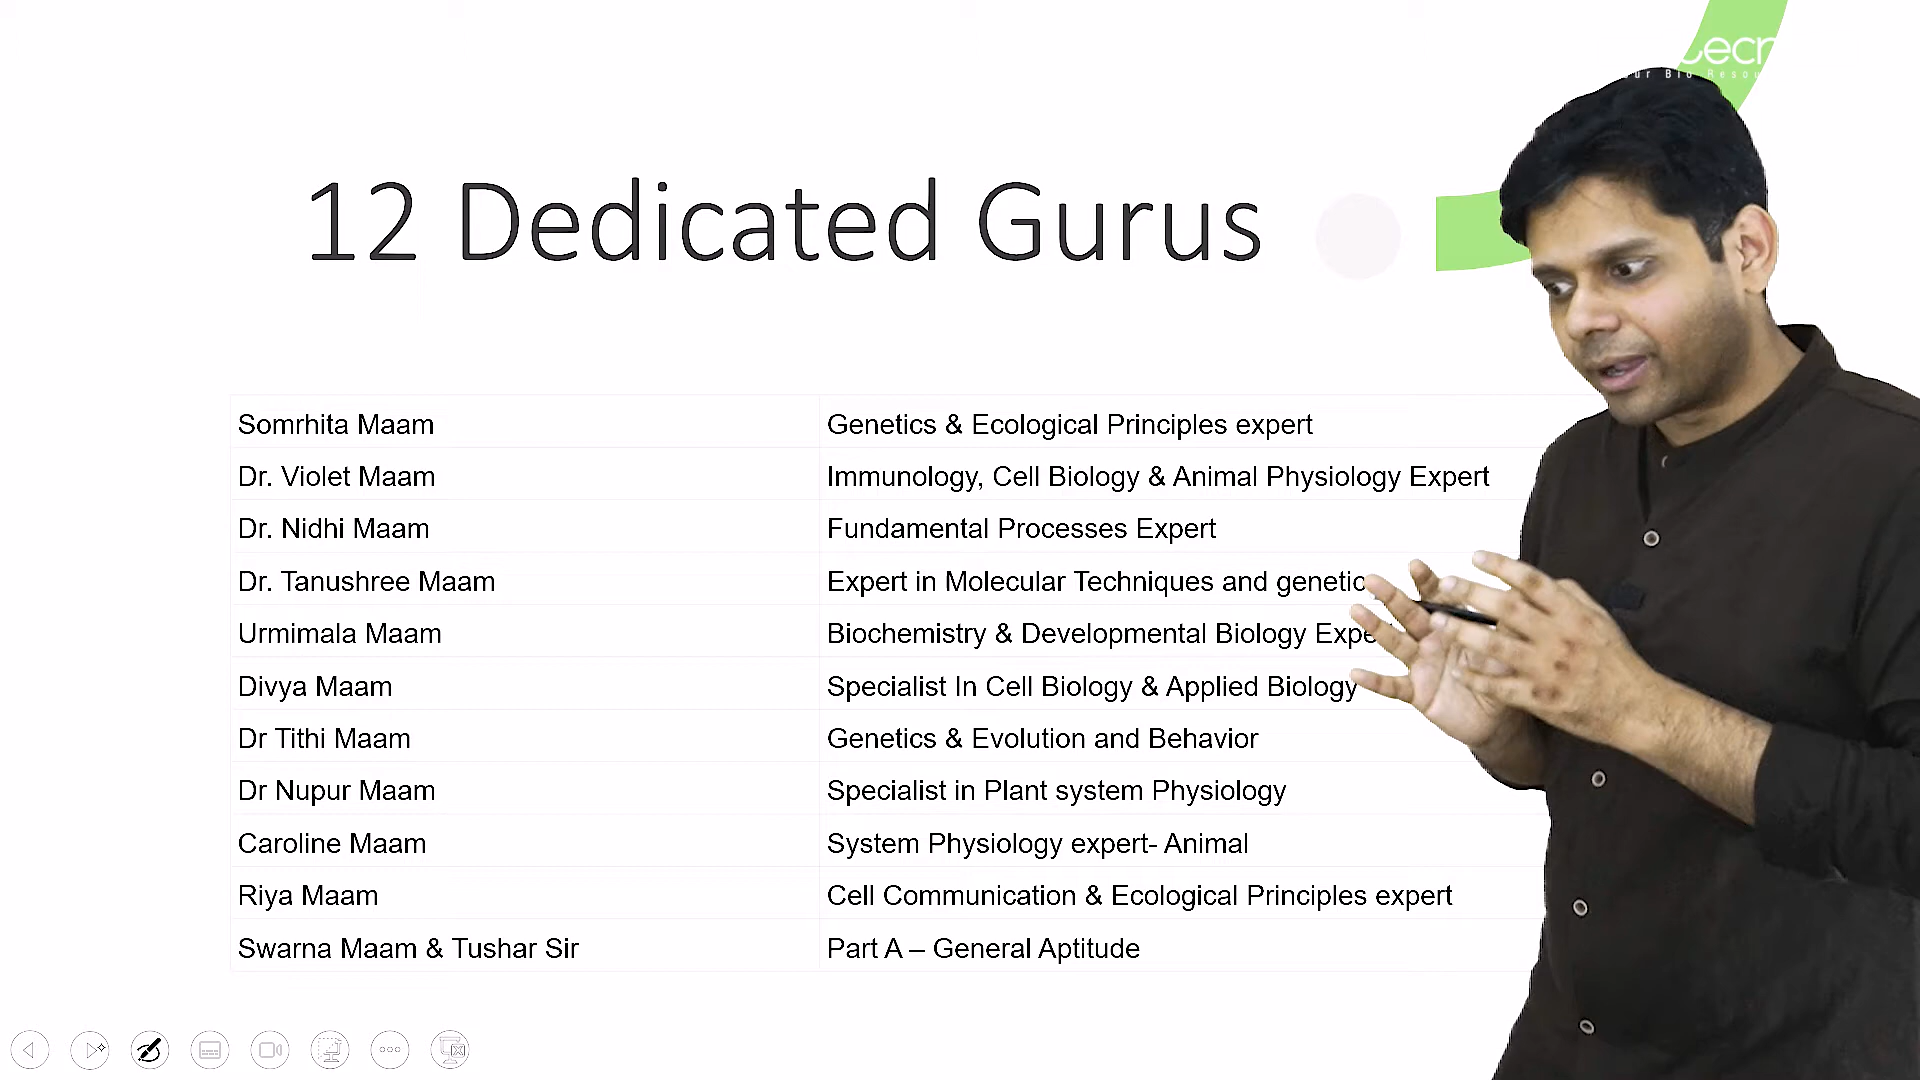 12 Dedicated Gurus
Somrhita Maam Genetics & Ecological Principles expert
Dr. Violet Maam Immunology, Cell Biology & Animal Physiology Expert
Dr. Nidhi Maam Fundamental Processes Expert
Dr. Tanushree Maam Expert in Molecular Techniques and genetic
Urmimala Maam Biochemistry & Developmental Biology
Divya Maam Specialist In Cell Biology & Applied Biology
Dr Tithi Maam Genetics & Evolution and Behavior
Dr Nupur Maam Specialist in Plant system Physiology
Caroline Maam System Physiology expert- Animal
Riya Maam Cell Communication & Ecological Principles expert
Swarna Maam & Tushar Sir Part A – General Aptitude